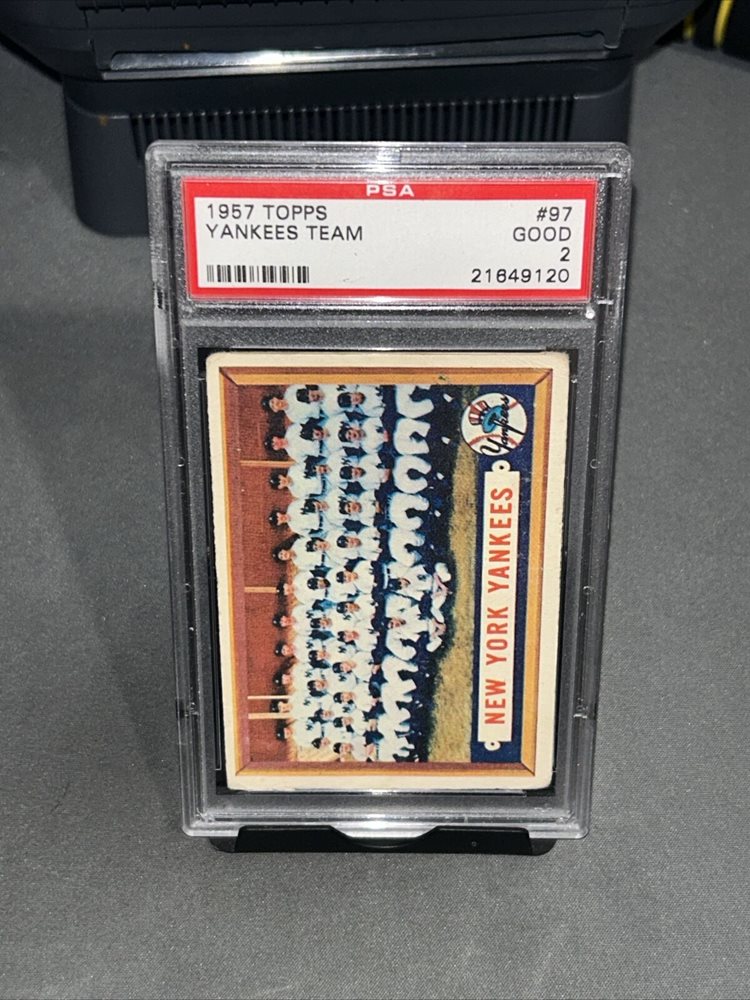 PSA
1957 TOPPS #97
YANKEES TEAM GOOD
2
21649120
Yankees
NEW YORK YANKEES